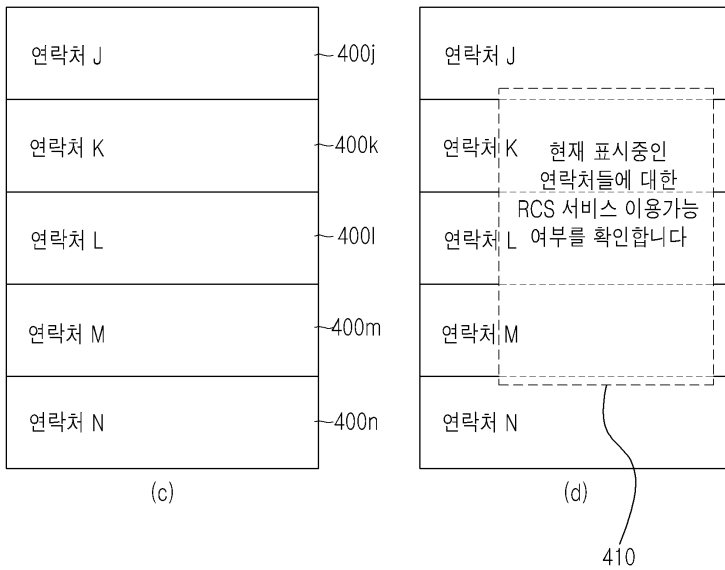 연락처 J
400j
연락처 K
400k
연락처 L
400l
연락처 M
400m
연락처 N
400n
(c)
연락처 J
연락처 K
현재 표시중인
연락처들에 대한
RCS 서비스 이용가능
연락처 L
여부를 확인합니다
연락처 M
연락처 N
(d)
410